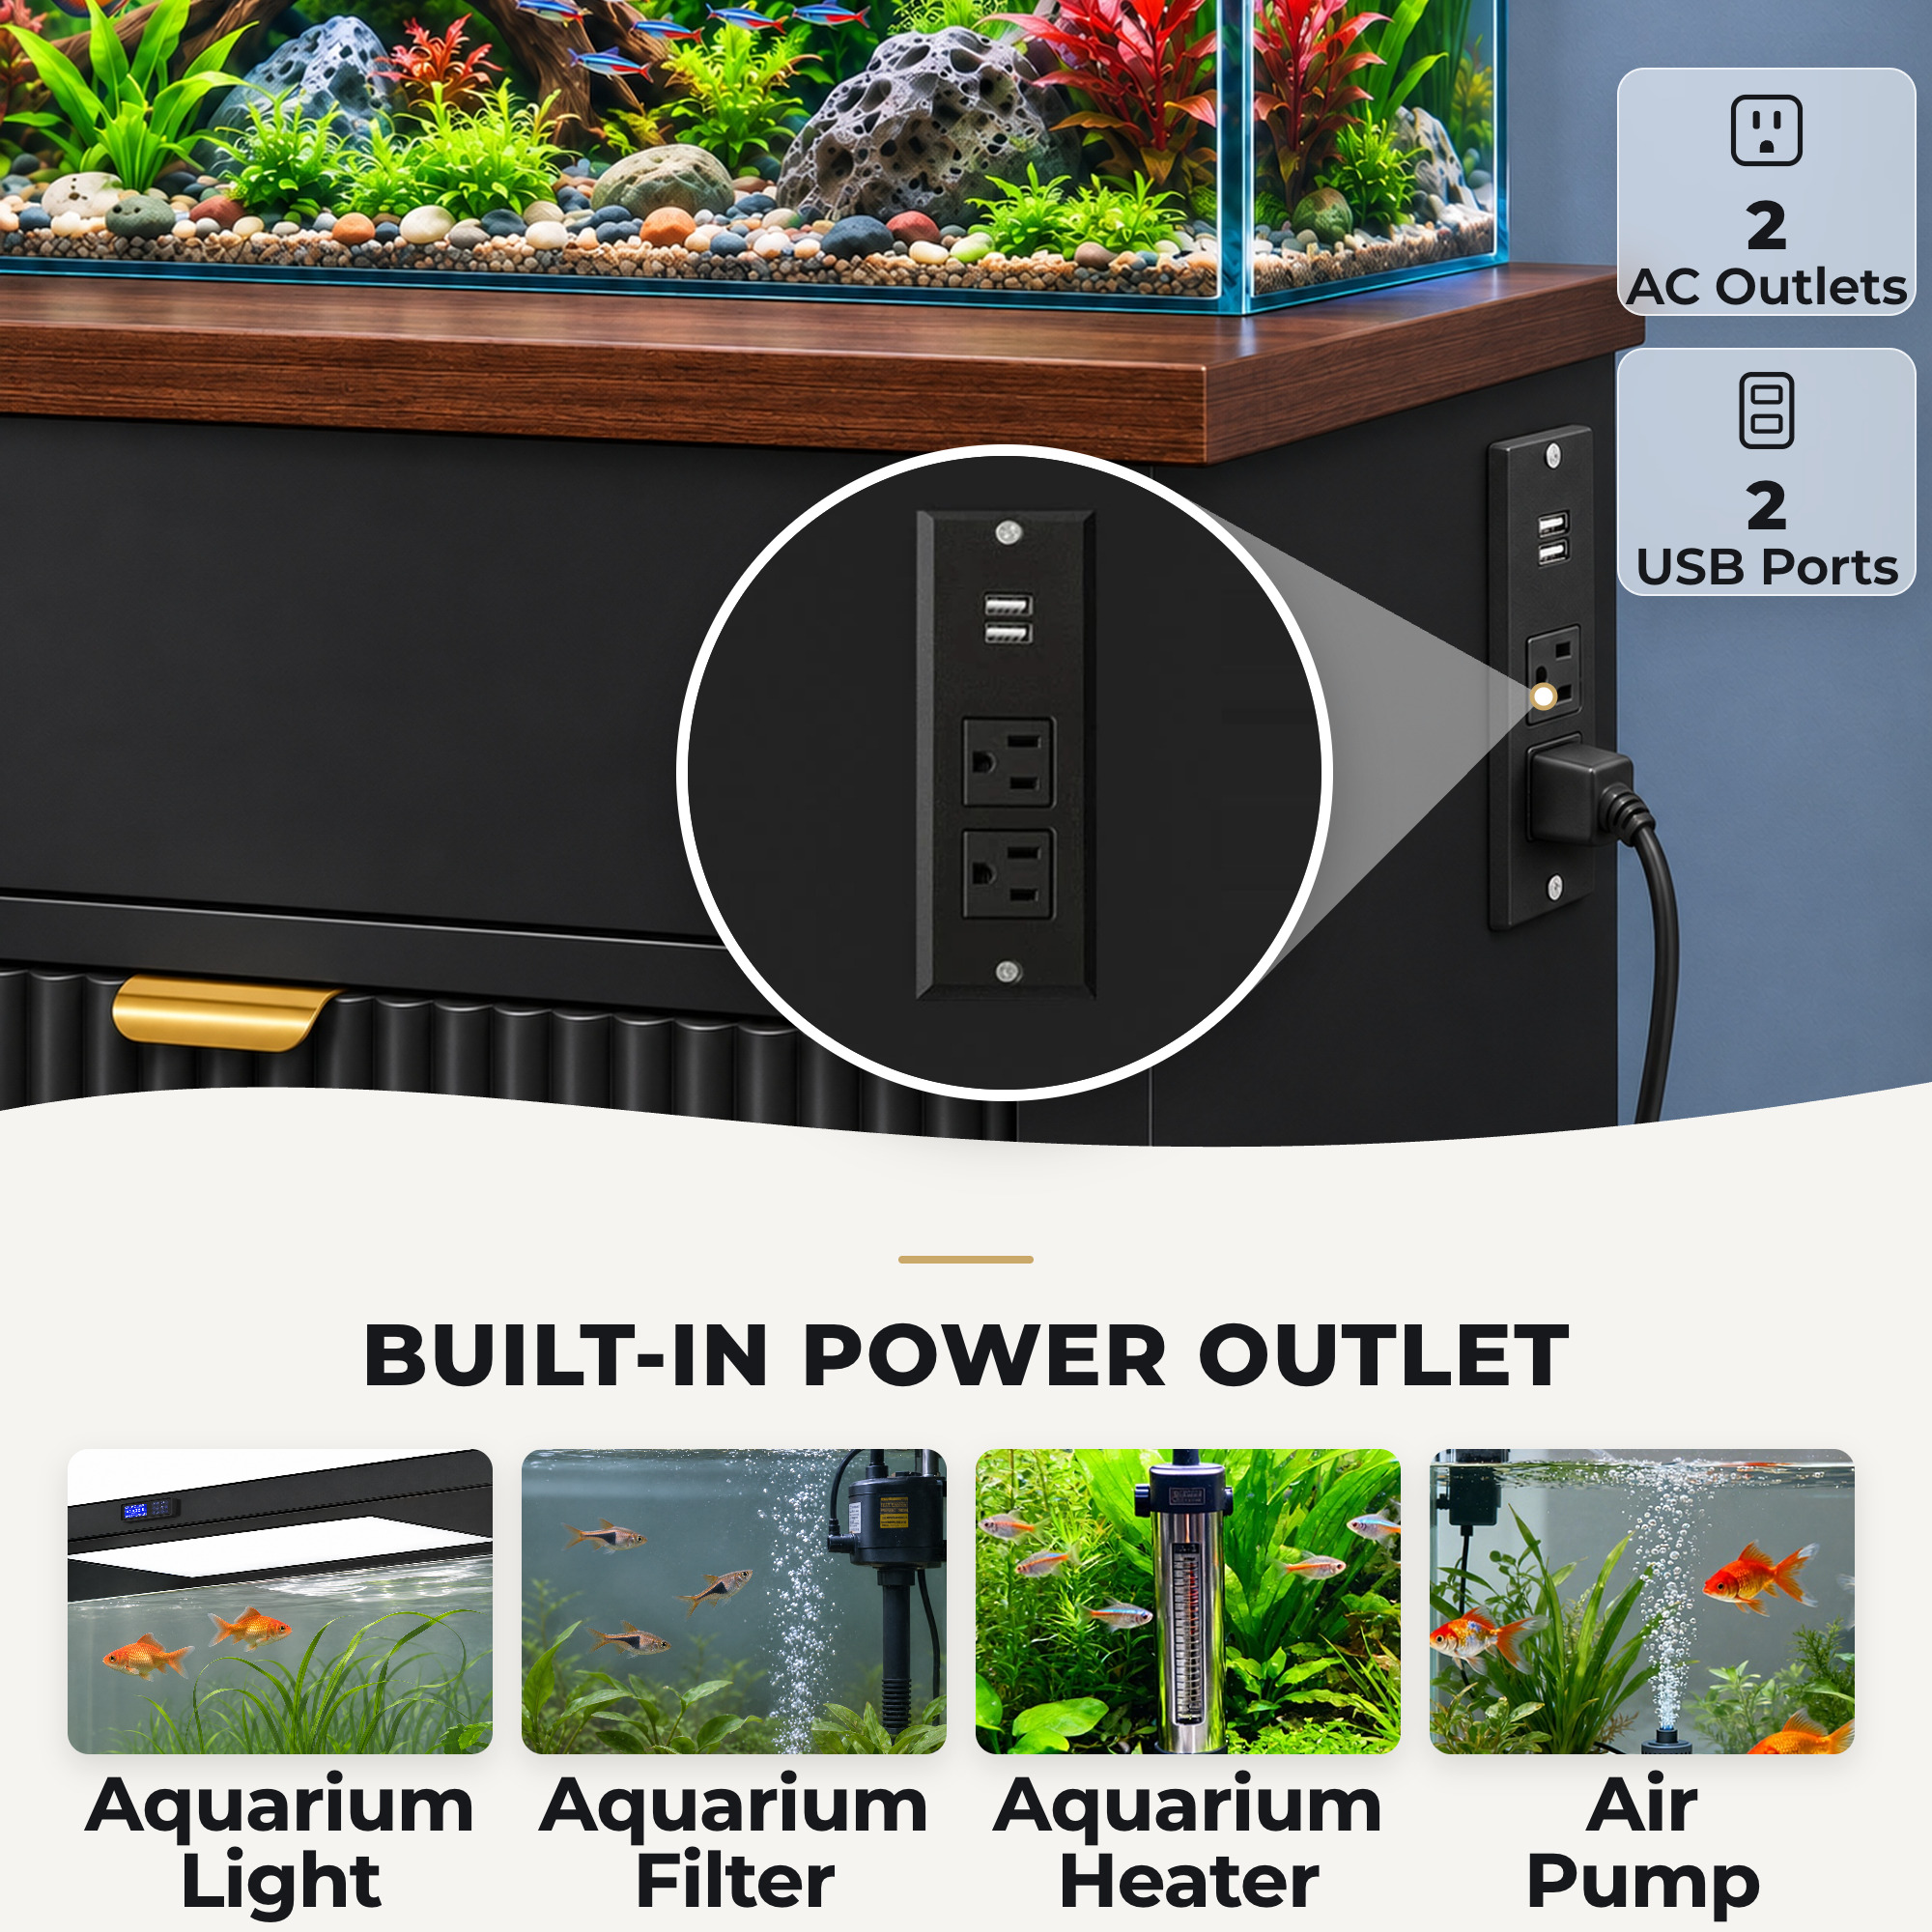 2
AC Outlets
2
USB Ports
BUILT-IN POWER OUTLET
Aquarium
Light
Aquarium
Filter
Aquarium
Heater
Air
Pump